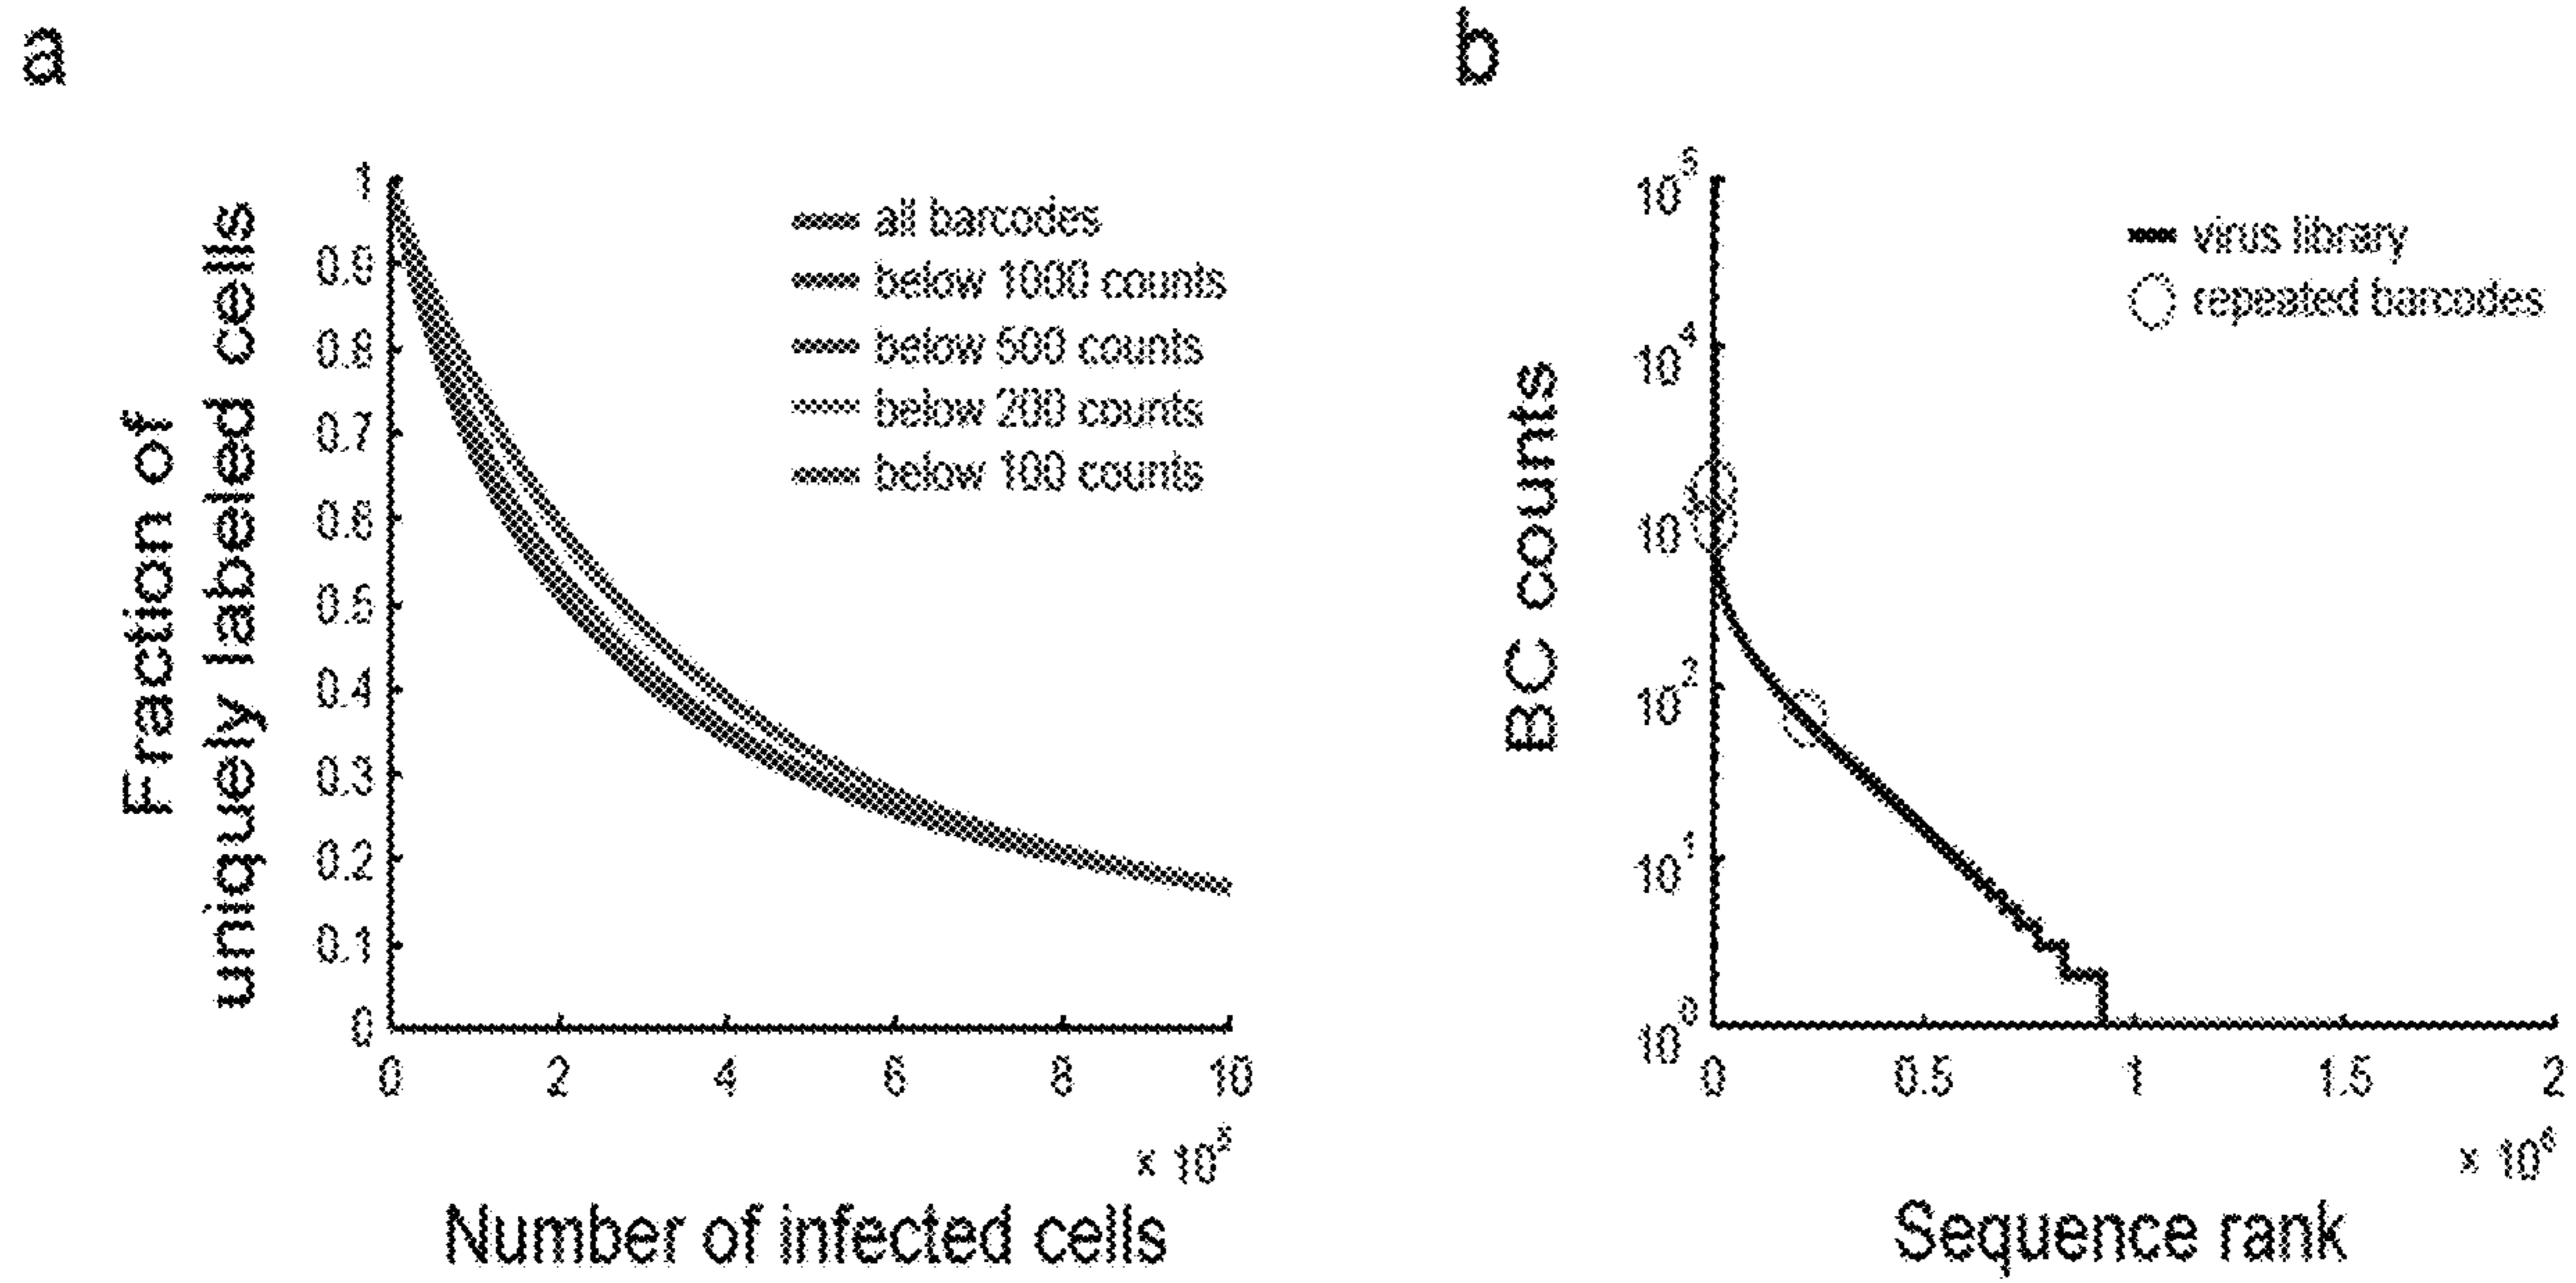 a
Fraction of
uniquely labeled cells
1
0.9
0.8
0.7
0.6
0.5
0.4
0.3
0.2
0.1
0
all barcodes
below 1000 counts
below 500 counts
below 200 counts
below 100 counts
0 2 4 6 8 10
× 10⁵
Number of infected cells
b
BC counts
10⁵
10⁴
10
10²
10¹
10⁰
virus library
repeated barcodes
0 0.5 1 1.5 2
× 10⁶
Sequence rank